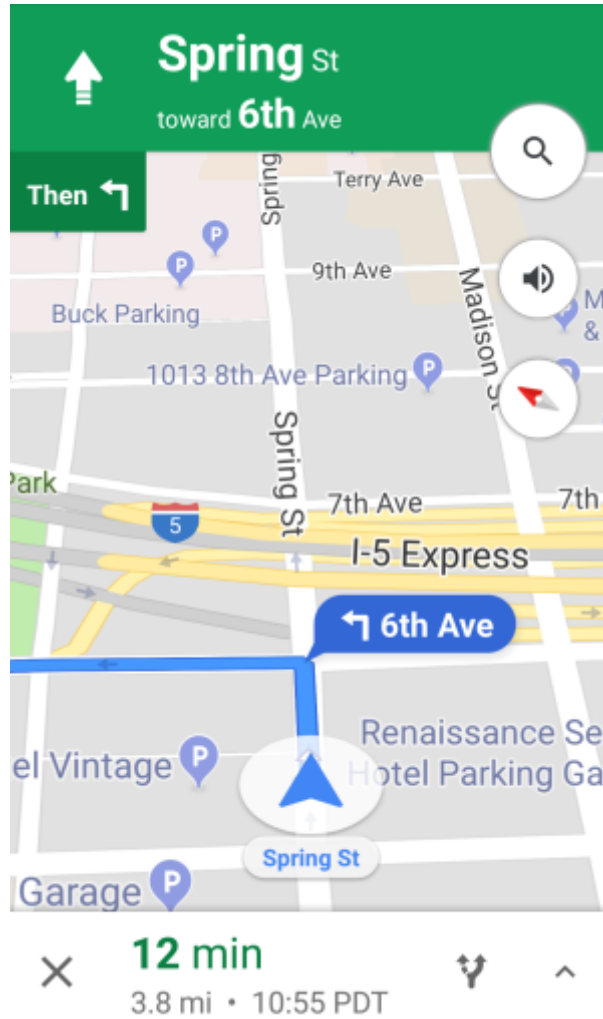 Spring St
toward 6th Ave
Then
Spring
Terry Ave
P
9th Ave
P
Madison St
M
&
Buck Parking
1013 8th Ave Parking P
Spring St
Park
7th Ave
7th
5
I-5 Express
6th Ave
Renaissance Se
Hotel Parking Ga
el Vintage P
Spring St
Garage P
12 min
3.8 mi • 10:55 PDT